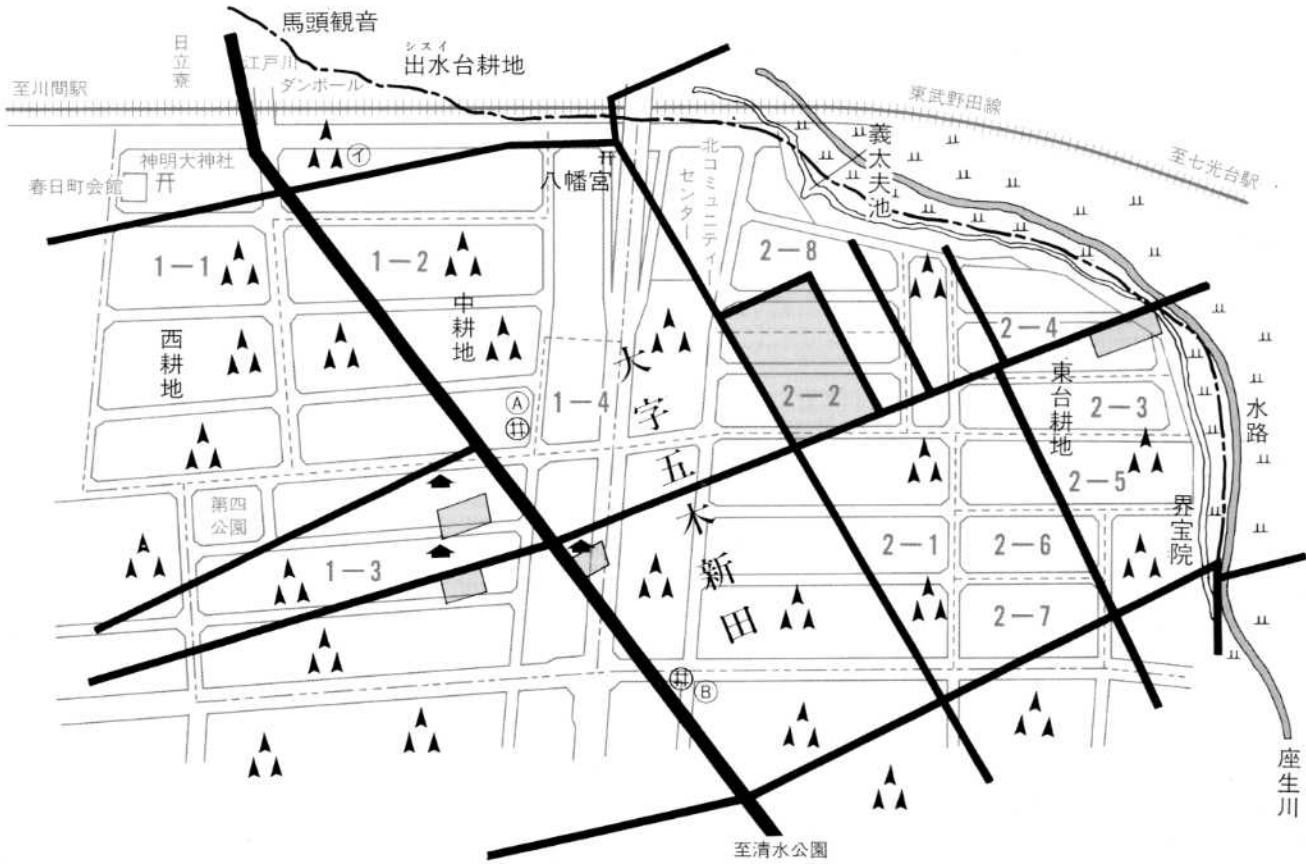 馬頭観音
日立寮
江戸川
ダンボール
シスイ
出水台耕地
至川間駅
東武野田線
至七光台駅
義太夫池
神明大神社
春日町会館
イ
八幡宮
北コミュニティ
センター
1－1
1－2
2－8
中耕地
西耕地
大字五木新田
2－4
1－4
2－2
東台耕地
2－3
水路
A
2－5
第四
公園
界宝院
1－3
2－1
2－6
2－7
B
座生川
至清水公園